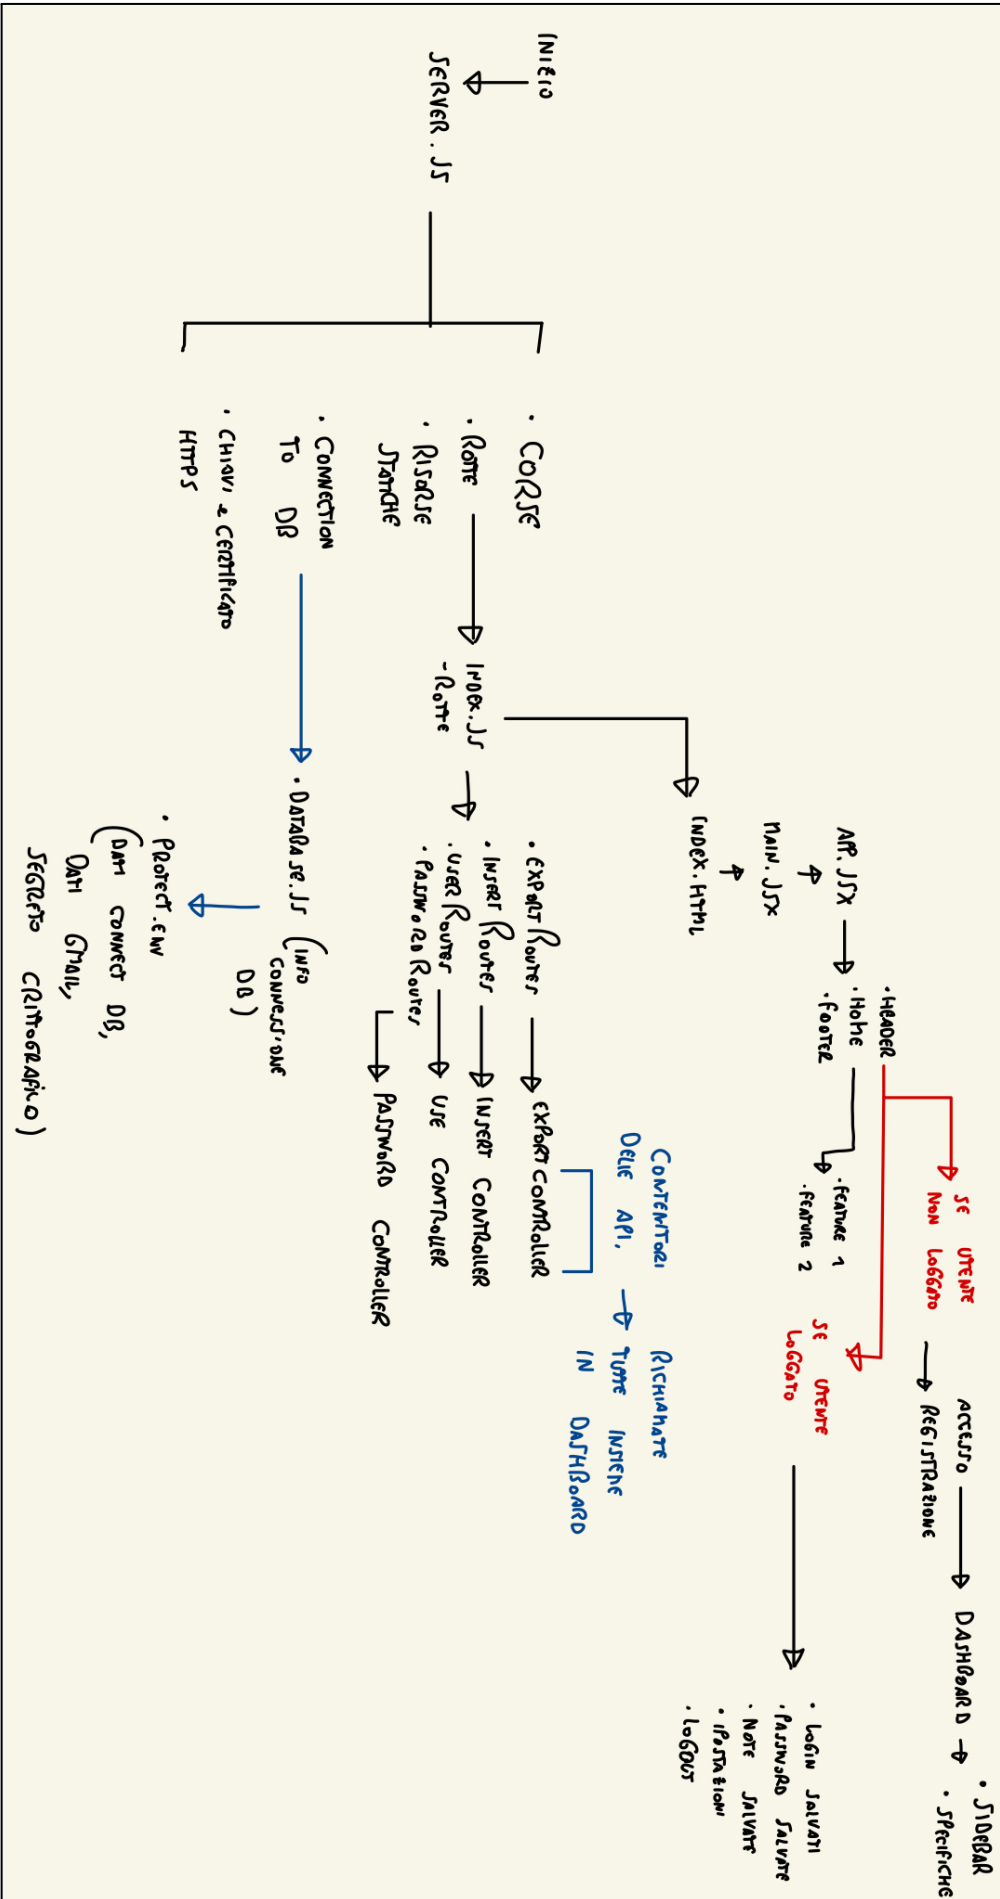 INIZIO
SERVER.JS
• CORSE
• ROTTE
• RISORSE
STATICHE
• CONNECTION
TO DB
• CHIAVI e CERTIFICATO
HTTPS
INDEX.JS
-ROTTE
• DATABASE.JS (INFO
CONNESSIONE
DB)
• PROTECT.ENV
(DATI CONNECT DB,
DATI GMAIL,
SEGRETO CRITTOGRAFICO)
INDEX.HTML
MAIN.JSX
APP.JSX
• HEADER
• HOME
• FOOTER
• EXPORT ROUTES
• INSERT ROUTES
• USER ROUTES
• PASSWORD ROUTES
EXPORT CONTROLLER
INSERT CONTROLLER
USE CONTROLLER
PASSWORD CONTROLLER
CONTENITORI
DELLE API,
RICHIAMATE
TUTTE INSIEME
IN DASHBOARD
• FEATURE 1
• FEATURE 2
SE UTENTE
NON LOGGATO
SE UTENTE
LOGGATO
ACCESSO
REGISTRAZIONE
DASHBOARD
• SIDEBAR
• SPECIFICHE
• LOGIN SALVATI
• PASSWORD SALVATE
• NOTE SALVATE
• IPOSTAZIONI
• LOGOUT